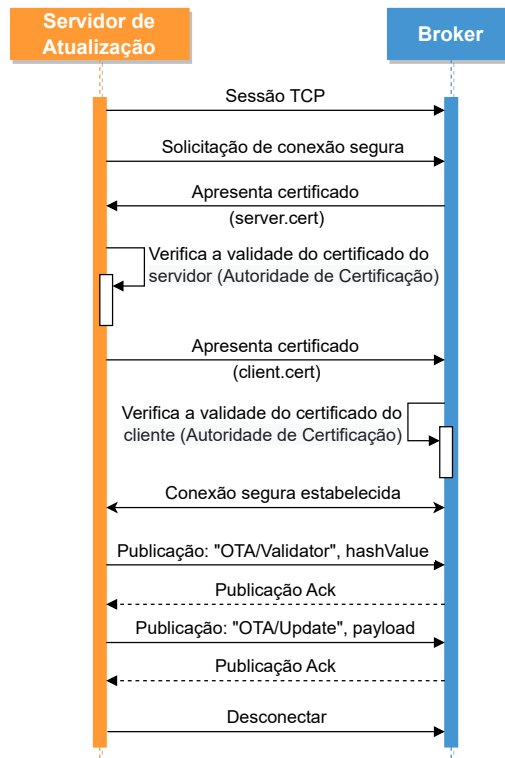 Servidor de
Atualização
Broker
Sessão TCP
Solicitação de conexão segura
Apresenta certificado
(server.cert)
Verifica a validade do certificado do
servidor (Autoridade de Certificação)
Apresenta certificado
(client.cert)
Verifica a validade do certificado do
cliente (Autoridade de Certificação)
Conexão segura estabelecida
Publicação: "OTA/Validator", hashValue
Publicação Ack
Publicação: "OTA/Update", payload
Publicação Ack
Desconectar